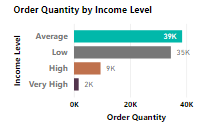 Order Quantity by Income Level
Income Level
Average 39K
Low 35K
High 9K
Very High 2K
0K 20K 40K
Order Quantity